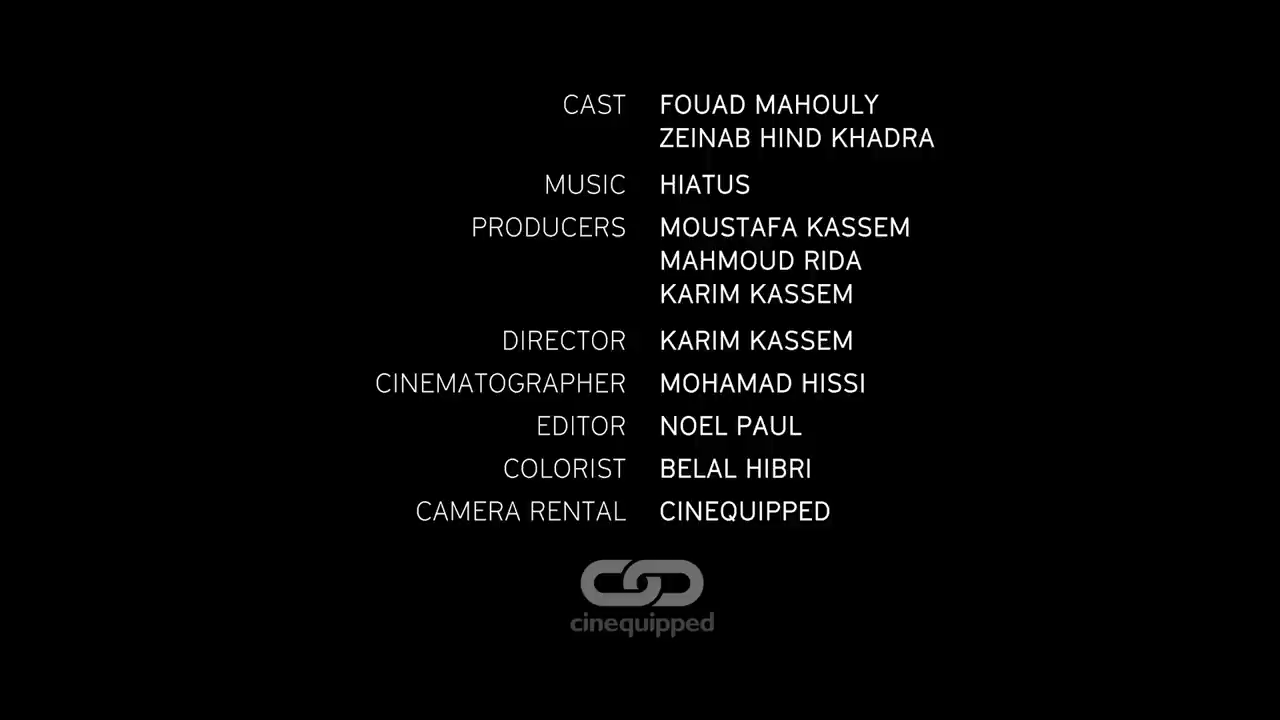 CAST FOUAD MAHOULY
ZEINAB HIND KHADRA
MUSIC HIATUS
PRODUCERS MOUSTAFA KASSEM
MAHMOUD RIDA
KARIM KASSEM
DIRECTOR KARIM KASSEM
CINEMATOGRAPHER MOHAMAD HISSI
EDITOR NOEL PAUL
COLORIST BELAL HIBRI
CAMERA RENTAL CINEQUIPPED
cinequipped